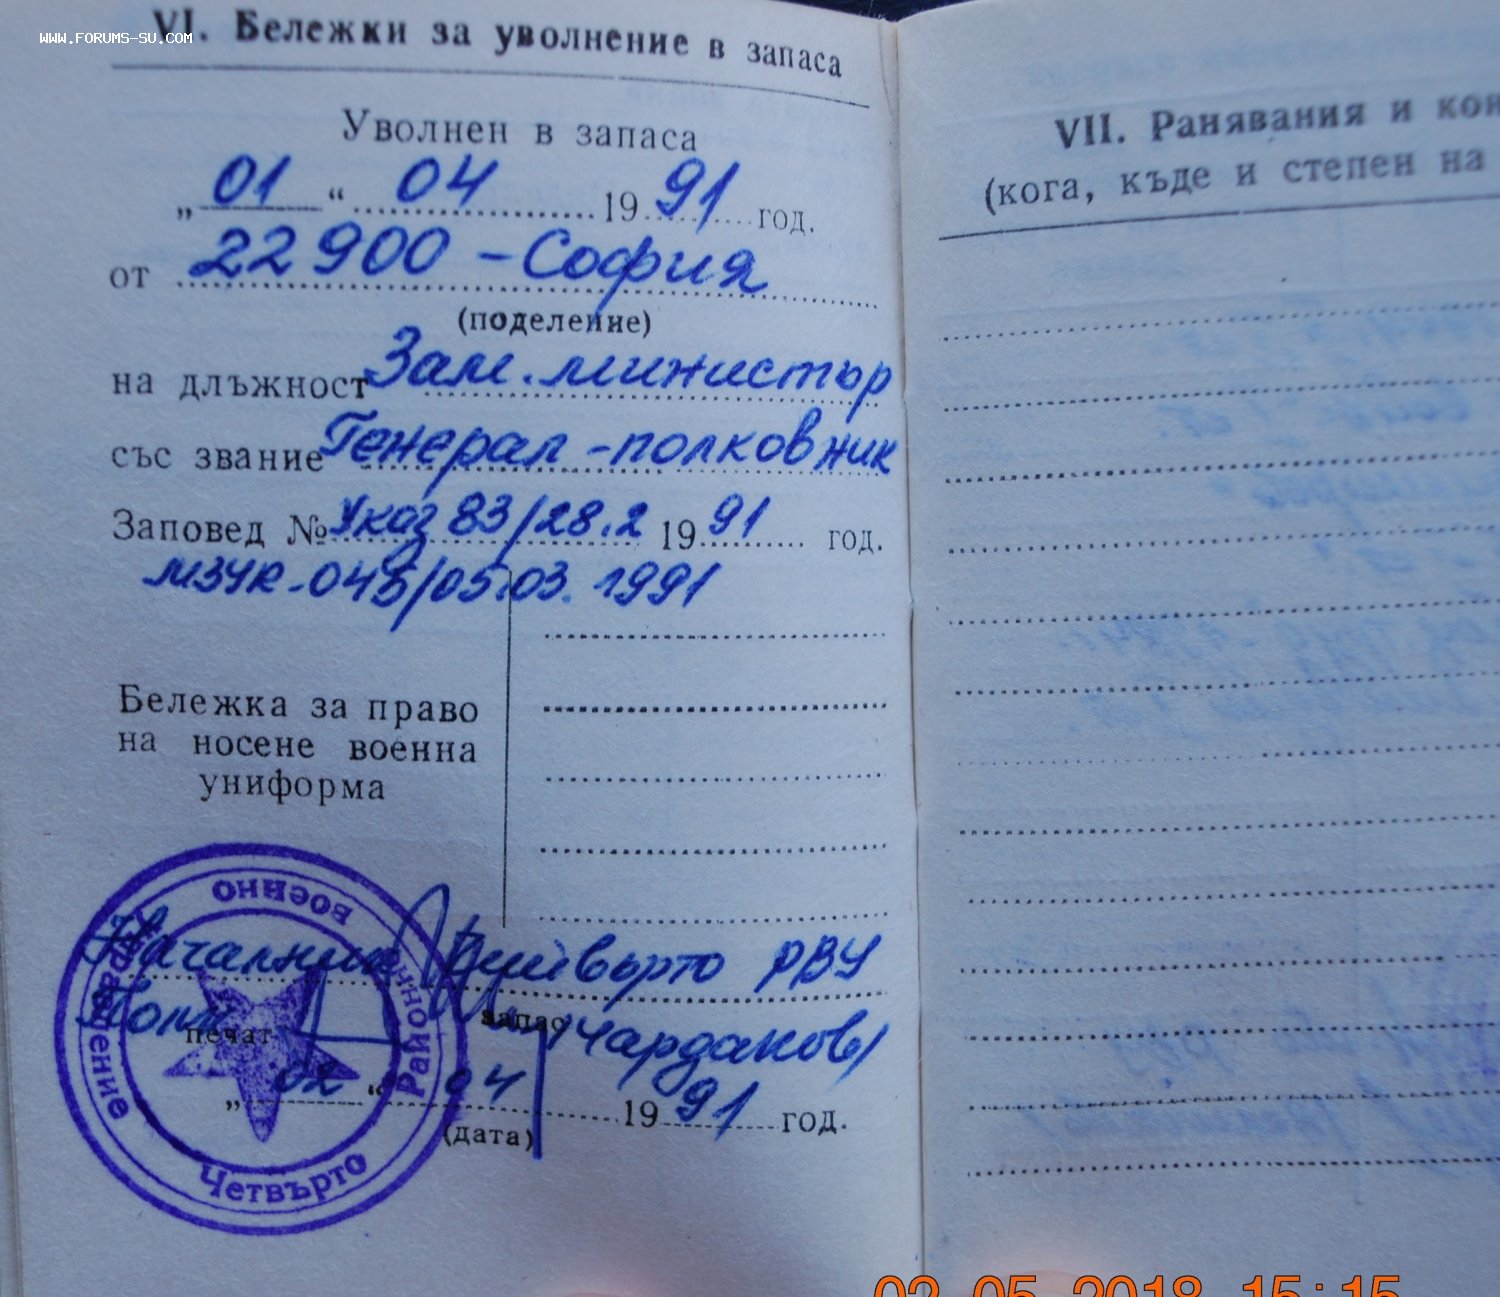 WWW.FORUMS-SU.COM
VI. Бележки за уволнение в запаса
Уволнен в запаса
„ 01 “ 04 1991 год.
от 22900 - София
(поделение)
на длъжност Зам. министър
със звание Генерал-полковник
Заповед № Указ 83/28.2 1991 год.
МЗУК-045/05.03.1991
Бележка за право
на носене военна
униформа
Началник Четвърто РВУ
Полк. Чардаков/
печат запас
„ 02 “ 04 1991 год.
(дата)
военно
Районно
управление
Четвърто
VII. Ранявания и кон
(кога, къде и степен на
02 05 2018 15:15